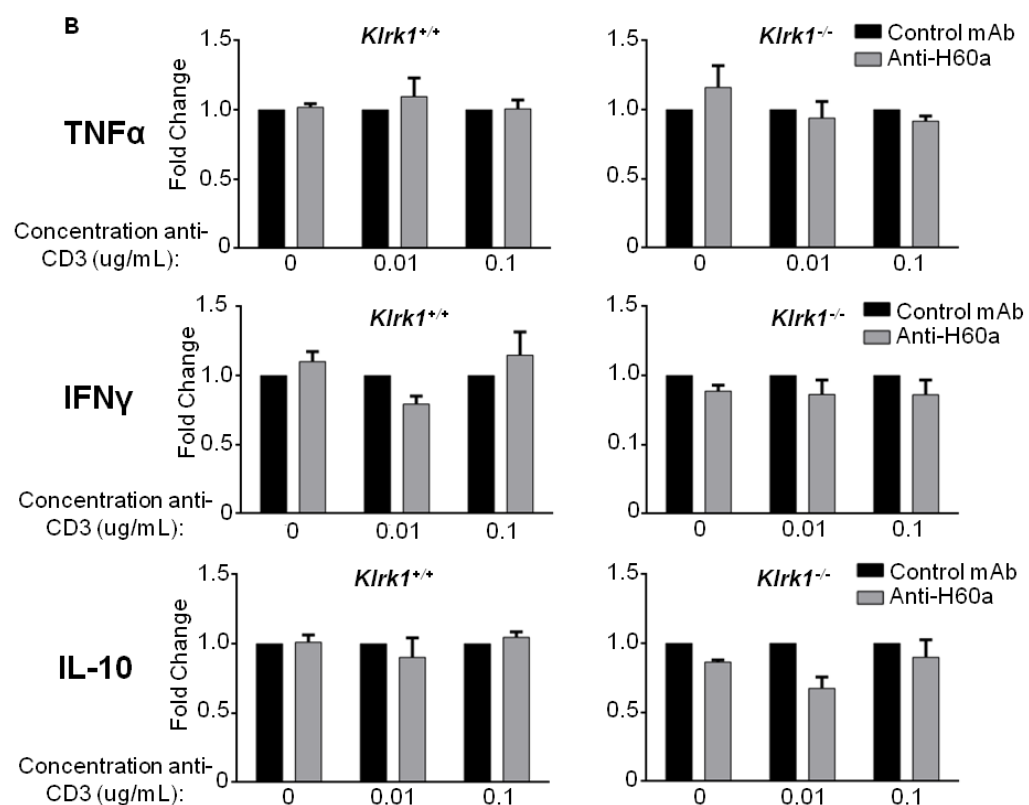 B
Klrk1+/+
Klrk1-/-
Control mAb
Anti-H60a
TNFα
Fold Change
1.5
1.0
0.5
0
1.5
1.0
0.5
0
Concentration anti-
CD3 (ug/mL):
0 0.01 0.1
0 0.01 0.1
Klrk1+/+
Klrk1-/-
Control mAb
Anti-H60a
IFNγ
Fold Change
1.5
1.0
0.5
0
1.5
1.0
0.1
0
Concentration anti-
CD3 (ug/mL):
0 0.01 0.1
0 0.01 0.1
Klrk1+/+
Klrk1-/-
Control mAb
Anti-H60a
IL-10
Fold Change
1.5
1.0
0.5
0
1.5
1.0
0.5
0
Concentration anti-
CD3 (ug/mL):
0 0.01 0.1
0 0.01 0.1